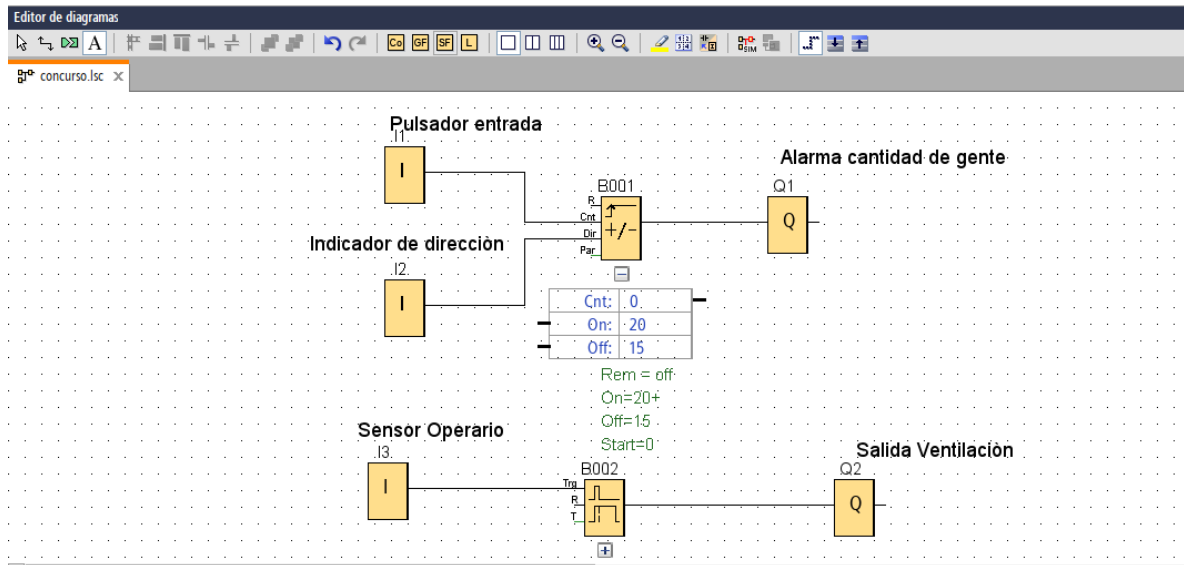 Editor de diagramas
A Co GF SF L
concurso.lsc
Pulsador entrada
I1
I
Alarma cantidad de gente
B001
R
Cnt
Dir
Par
+/-
Q1
Q
Indicador de direcciòn
I2
I
Cnt: 0
On: 20
Off: 15
Rem = off
On=20+
Off=15
Start=0
Sensor Operario
I3
I
B002
Trg
R
T
Salida Ventilaciòn
Q2
Q